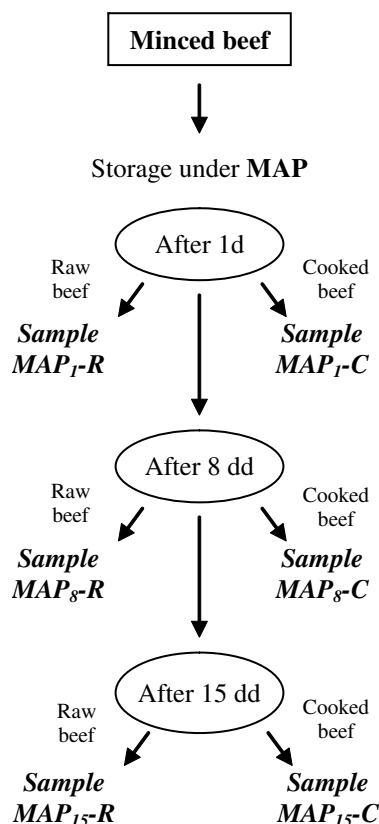 Minced beef
Storage under MAP
After 1d
Raw
beef
Cooked
beef
Sample
MAP₁-R
Sample
MAP₁-C
After 8 dd
Raw
beef
Cooked
beef
Sample
MAP₈-R
Sample
MAP₈-C
After 15 dd
Raw
beef
Cooked
beef
Sample
MAP₁₅-R
Sample
MAP₁₅-C